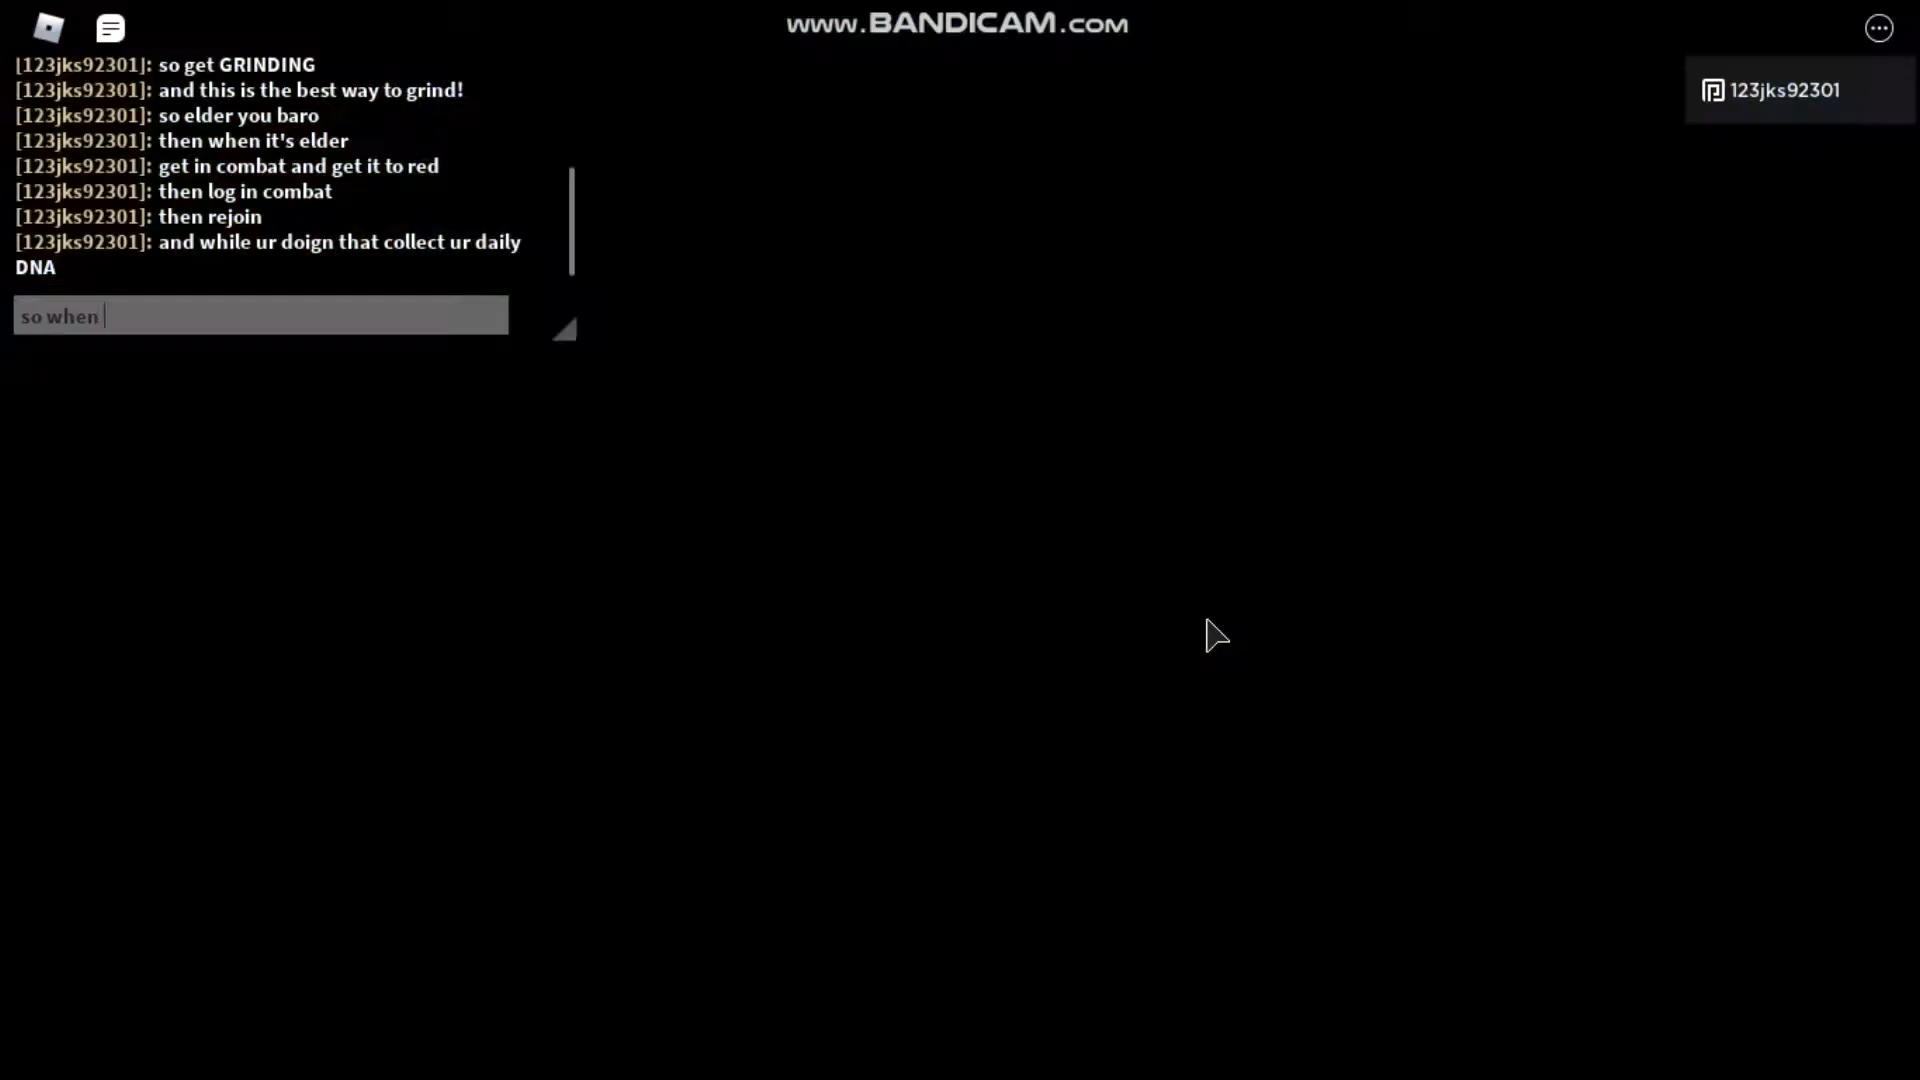 www.BANDICAM.com
[123jks92301]: so get GRINDING
[123jks92301]: and this is the best way to grind!
[123jks92301]: so elder you baro
[123jks92301]: then when it's elder
[123jks92301]: get in combat and get it to red
[123jks92301]: then log in combat
[123jks92301]: then rejoin
[123jks92301]: and while ur doign that collect ur daily
DNA
so when
123jks92301